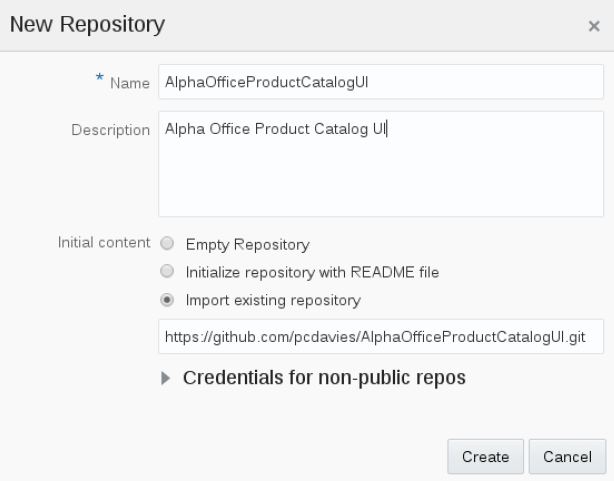 New Repository ×
* Name AlphaOfficeProductCatalogUI
Description Alpha Office Product Catalog UI
Initial content Empty Repository
Initialize repository with README file
Import existing repository
https://github.com/pcdavies/AlphaOfficeProductCatalogUI.git
Credentials for non-public repos
Create Cancel